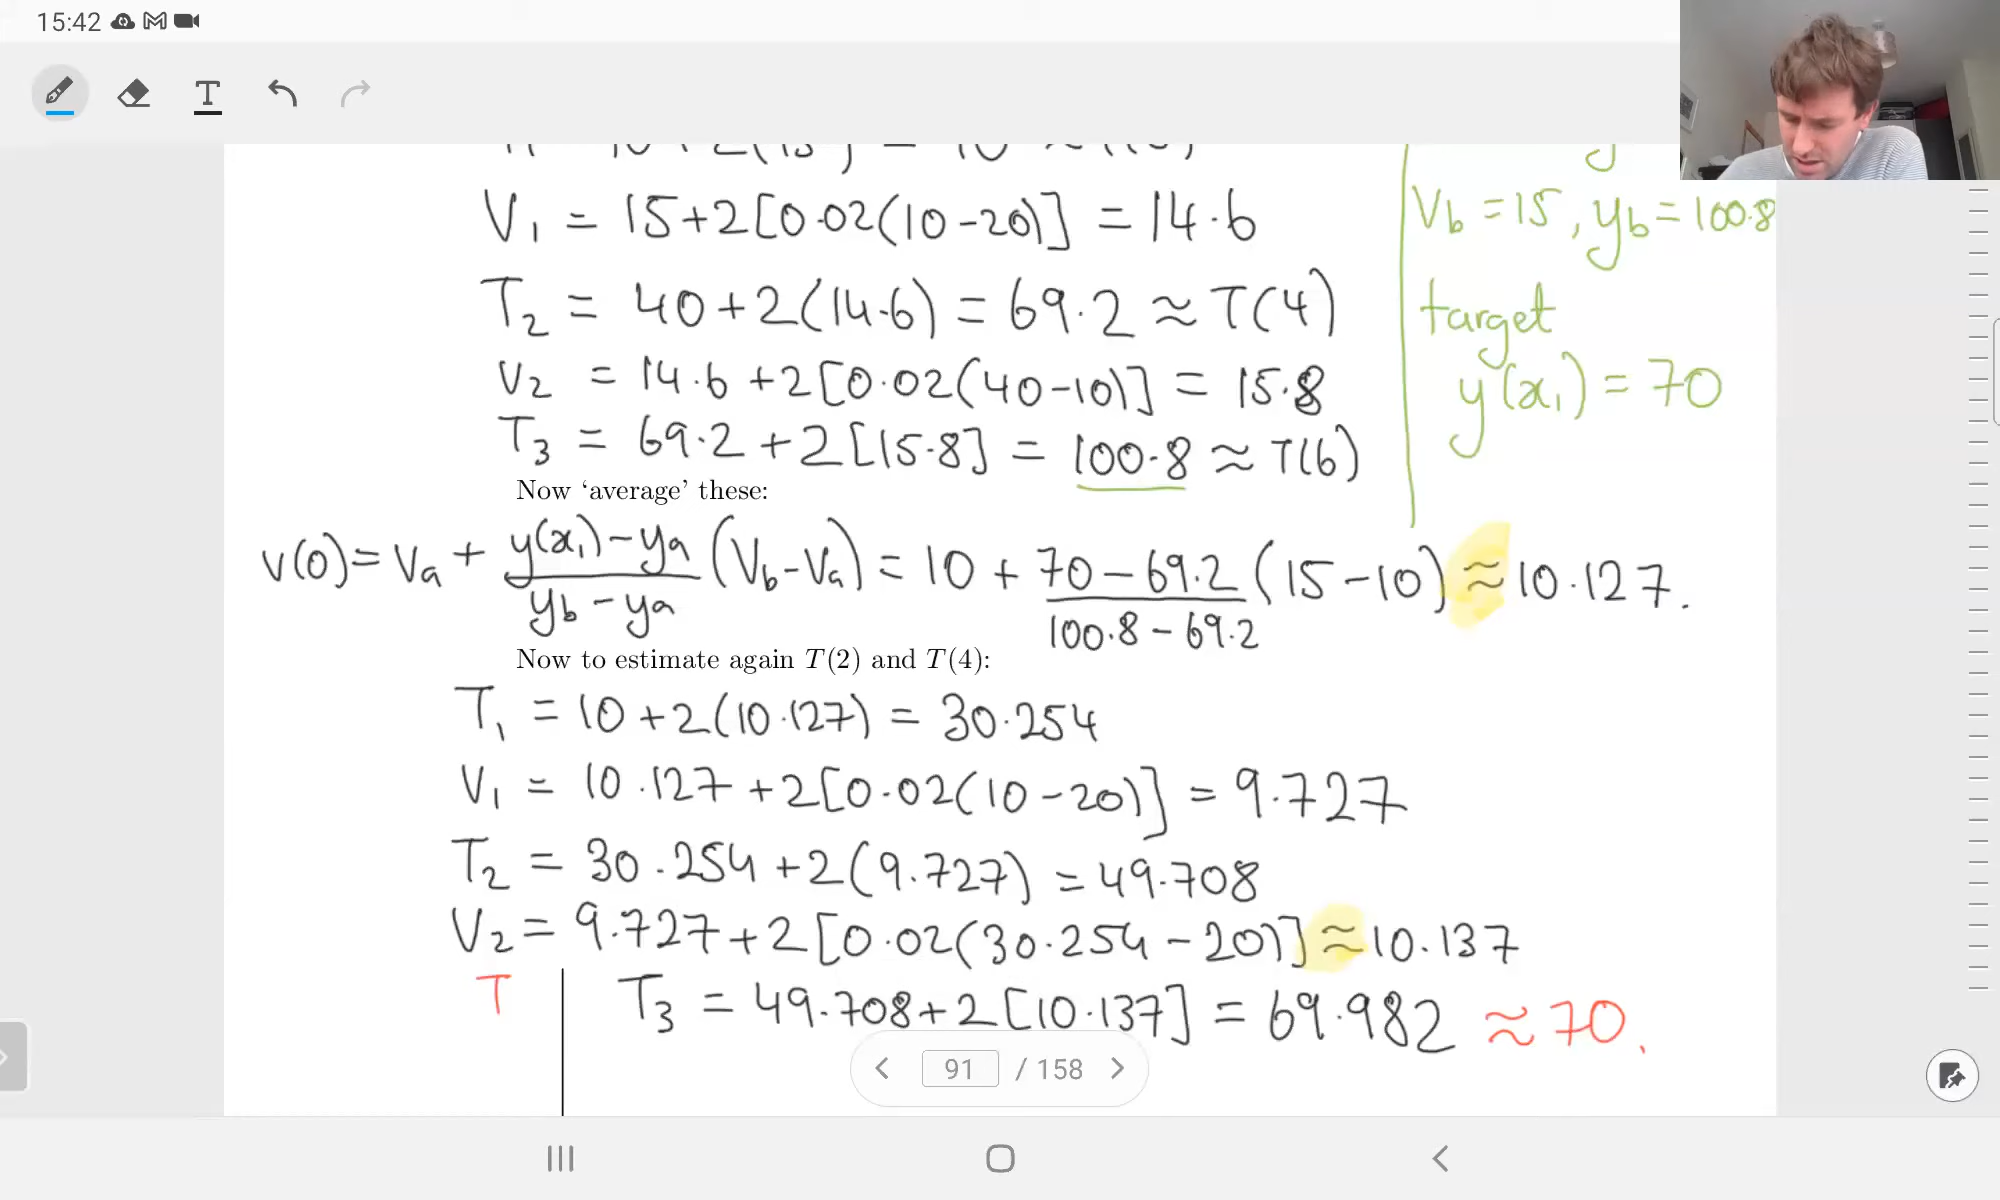 15:42
V₁ = 15+2[0.02(10-20)] = 14.6
T₂ = 40+2(14.6) = 69.2 ≈ T(4)
V₂ = 14.6+2[0.02(40-10)] = 15.8
T₃ = 69.2+2[15.8] = 100.8 ≈ T(6)
Vb = 15, yb = 100.8
target
y(x₁) = 70
Now ‘average’ these:
v(0) = Va + (y(x₁)-ya)/(yb-ya) (Vb-Va) = 10 + (70-69.2)/(100.8-69.2) (15-10) ≈ 10.127.
Now to estimate again T(2) and T(4):
T₁ = 10+2(10.127) = 30.254
V₁ = 10.127+2[0.02(10-20)] = 9.727
T₂ = 30.254+2(9.727) = 49.708
V₂ = 9.727+2[0.02(30.254-20)] ≈ 10.137
T
T₃ = 49.708+2[10.137] = 69.982 ≈ 70.
91 / 158